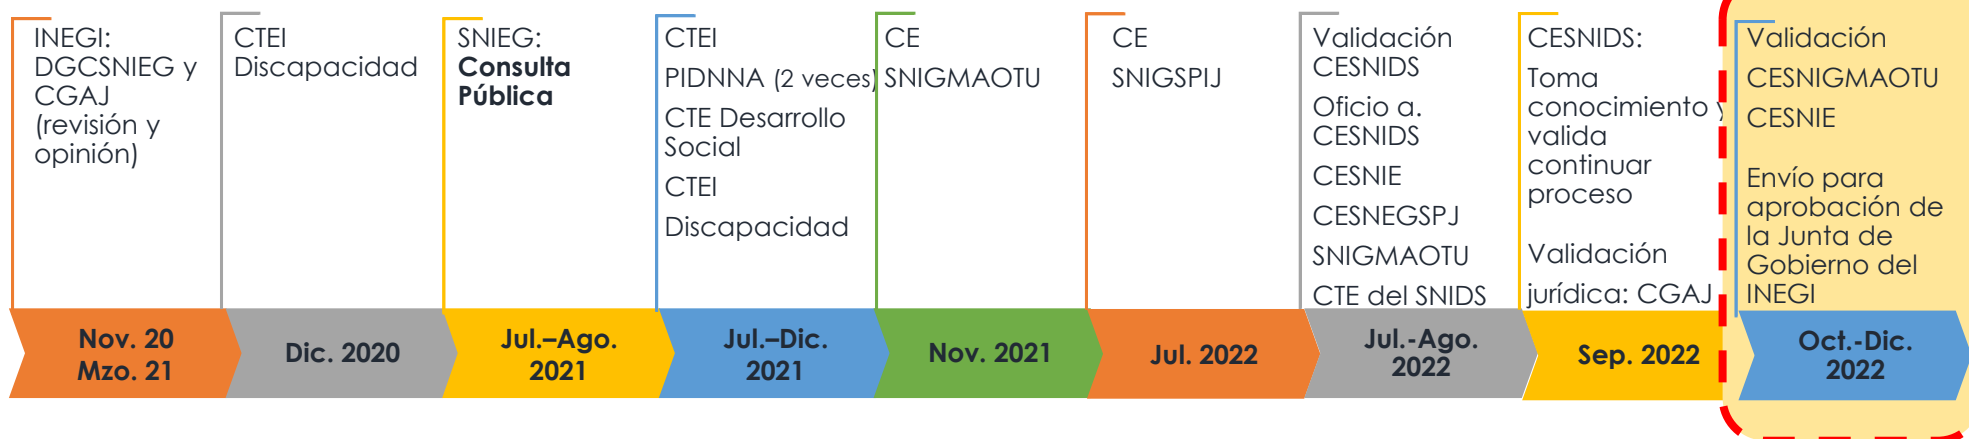 INEGI:
DGCSNIEG y
CGAJ
(revisión y
opinión)
Nov. 20
Mzo. 21
CTEI
Discapacidad
Dic. 2020
SNIEG:
Consulta
Pública
Jul.–Ago.
2021
CTEI
PIDNNA (2 veces)
CTE Desarrollo
Social
CTEI
Discapacidad
Jul.–Dic.
2021
CE
SNIGMAOTU
Nov. 2021
CE
SNIGSPIJ
Jul. 2022
Validación
CESNIDS
Oficio a.
CESNIDS
CESNIE
CESNEGSPJ
SNIGMAOTU
CTE del SNIDS
Jul.-Ago.
2022
CESNIDS:
Toma
conocimiento y
valida
continuar
proceso
Validación
jurídica: CGAJ
Sep. 2022
Validación
CESNIGMAOTU
CESNIE
Envío para
aprobación de
la Junta de
Gobierno del
INEGI
Oct.-Dic.
2022